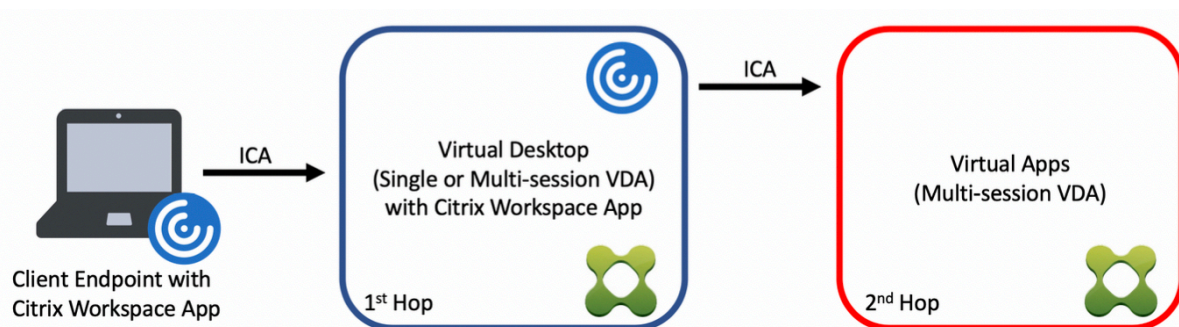 Client Endpoint with
Citrix Workspace App
ICA
Virtual Desktop
(Single or Multi-session VDA)
with Citrix Workspace App
1st Hop
ICA
Virtual Apps
(Multi-session VDA)
2nd Hop